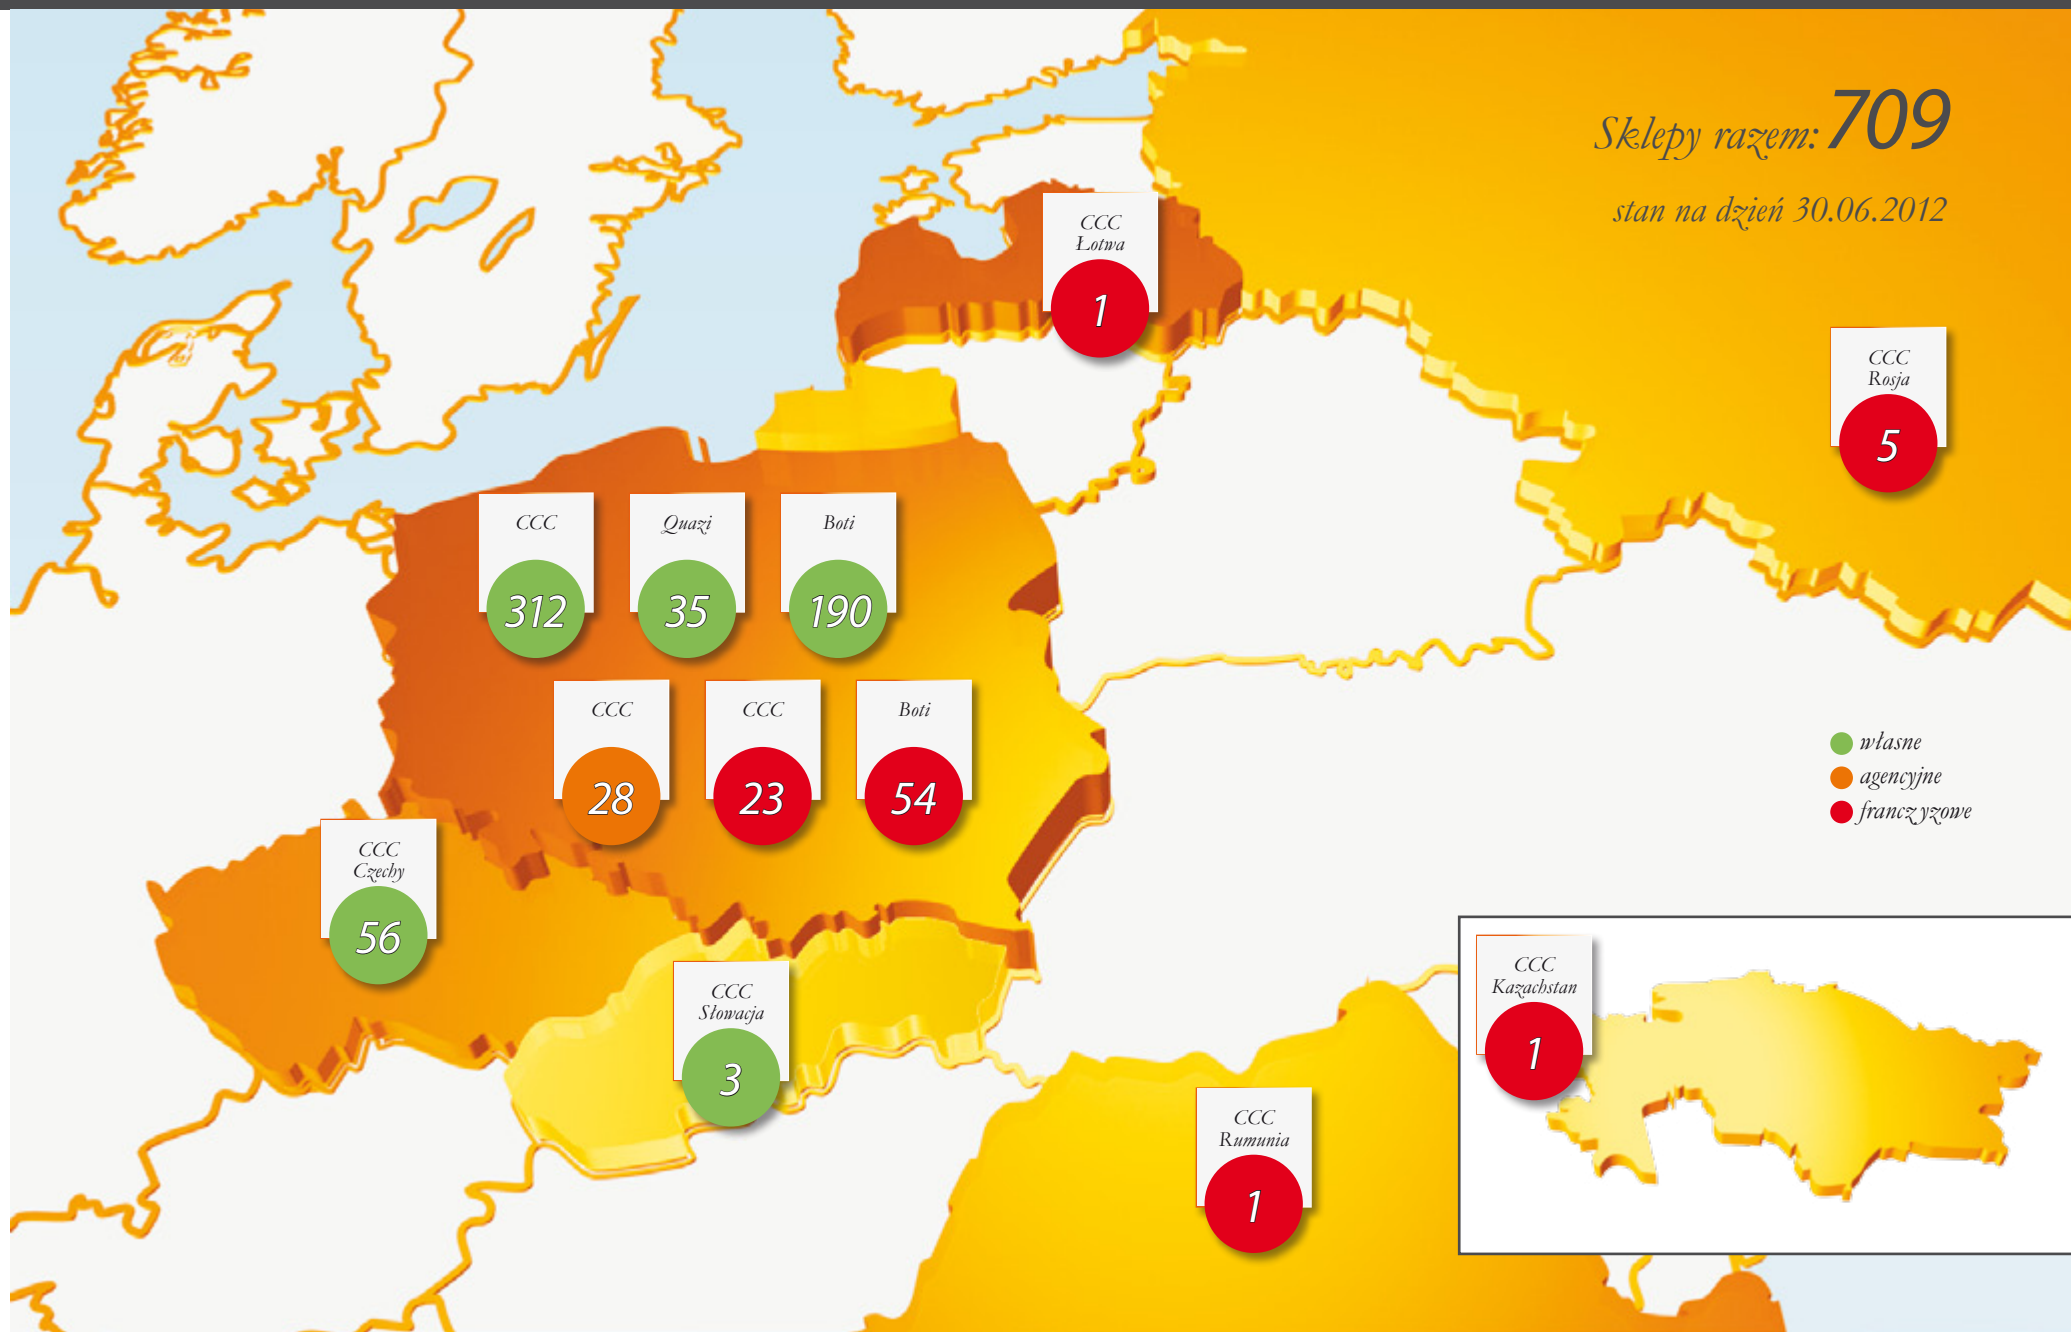 Sklepy razem: 709
stan na dzień 30.06.2012
CCC
Łotwa
1
CCC
Rosja
5
CCC
312
Quazi
35
Boti
190
CCC
28
CCC
23
Boti
54
własne
agencyjne
franczyzowe
CCC
Czechy
56
CCC
Słowacja
3
CCC
Kazachstan
1
CCC
Rumunia
1